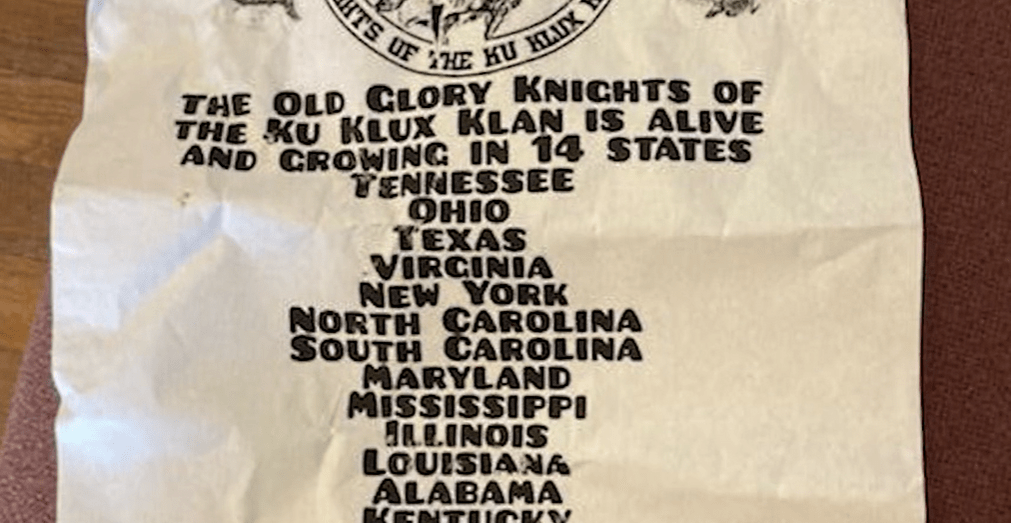 KNIGHTS OF THE KU KLUX
THE OLD GLORY KNIGHTS OF
THE KU KLUX KLAN IS ALIVE
AND GROWING IN 14 STATES
TENNESSEE
OHIO
TEXAS
VIRGINIA
NEW YORK
NORTH CAROLINA
SOUTH CAROLINA
MARYLAND
MISSISSIPPI
ILLINOIS
LOUISIANA
ALABAMA
KENTUCKY